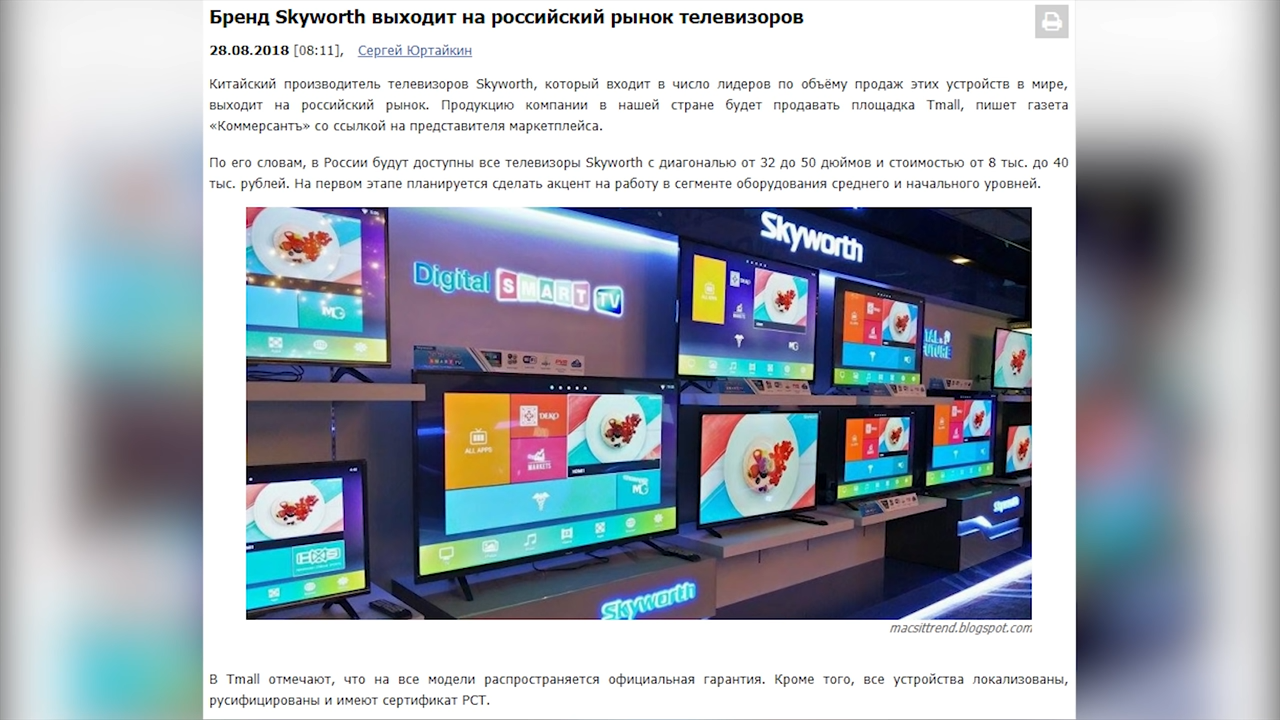 Бренд Skyworth выходит на российский рынок телевизоров
28.08.2018 [08:11], Сергей Юртайкин
Китайский производитель телевизоров Skyworth, который входит в число лидеров по объёму продаж этих устройств в мире,
выходит на российский рынок. Продукцию компании в нашей стране будет продавать площадка Tmall, пишет газета
«Коммерсантъ» со ссылкой на представителя маркетплейса.
По его словам, в России будут доступны все телевизоры Skyworth с диагональю от 32 до 50 дюймов и стоимостью от 8 тыс. до 40
тыс. рублей. На первом этапе планируется сделать акцент на работу в сегменте оборудования среднего и начального уровней.
Skyworth
Digital SMART TV
ALL APPS
MARKETS
Skyworth
Skyworth
macsittrend.blogspot.com
В Tmall отмечают, что на все модели распространяется официальная гарантия. Кроме того, все устройства локализованы,
русифицированы и имеют сертификат РСТ.